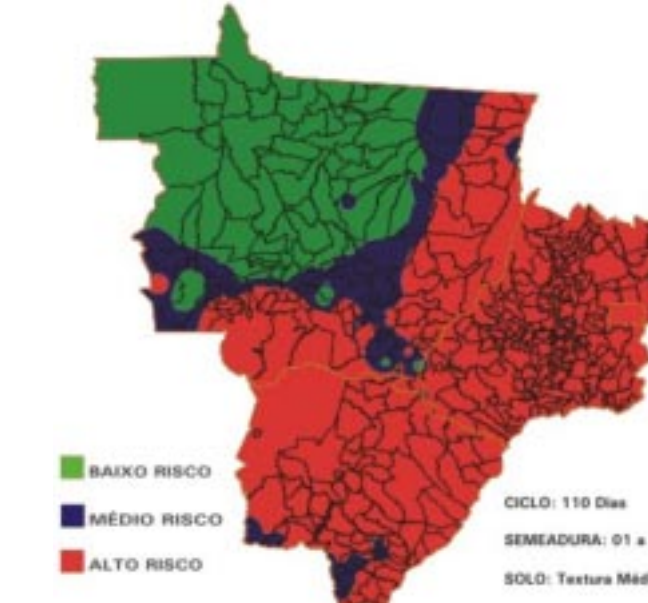 BAIXO RISCO
MÉDIO RISCO
ALTO RISCO
CICLO: 110 Dias
SEMEADURA: 01 a
SOLO: Textura Méd